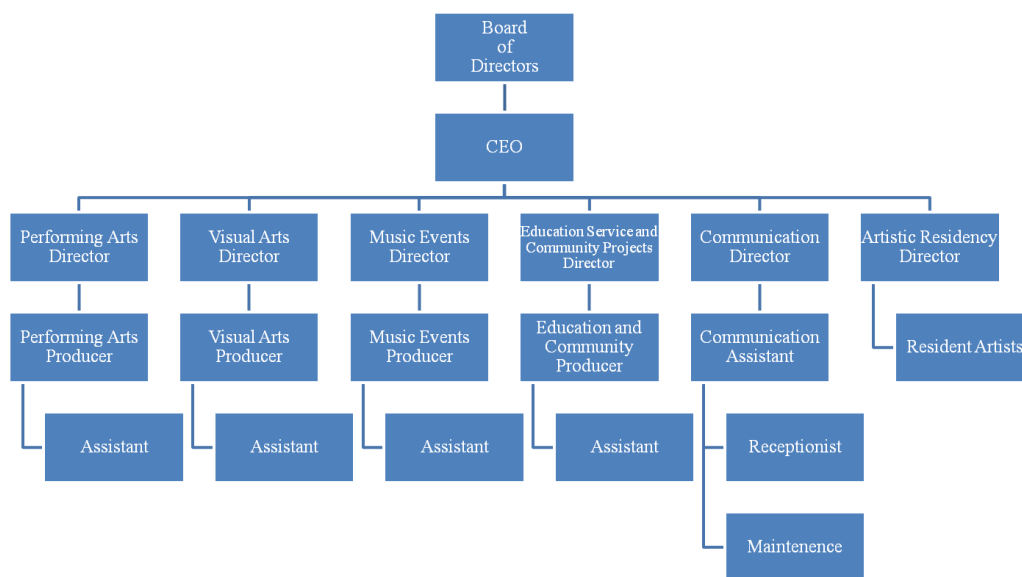 Board
of
Directors
CEO
Performing Arts
Director
Visual Arts
Director
Music Events
Director
Education Service and
Community Projects
Director
Communication
Director
Artistic Residency
Director
Performing Arts
Producer
Visual Arts
Producer
Music Events
Producer
Education and
Community
Producer
Communication
Assistant
Resident Artists
Assistant
Assistant
Assistant
Assistant
Receptionist
Maintenence